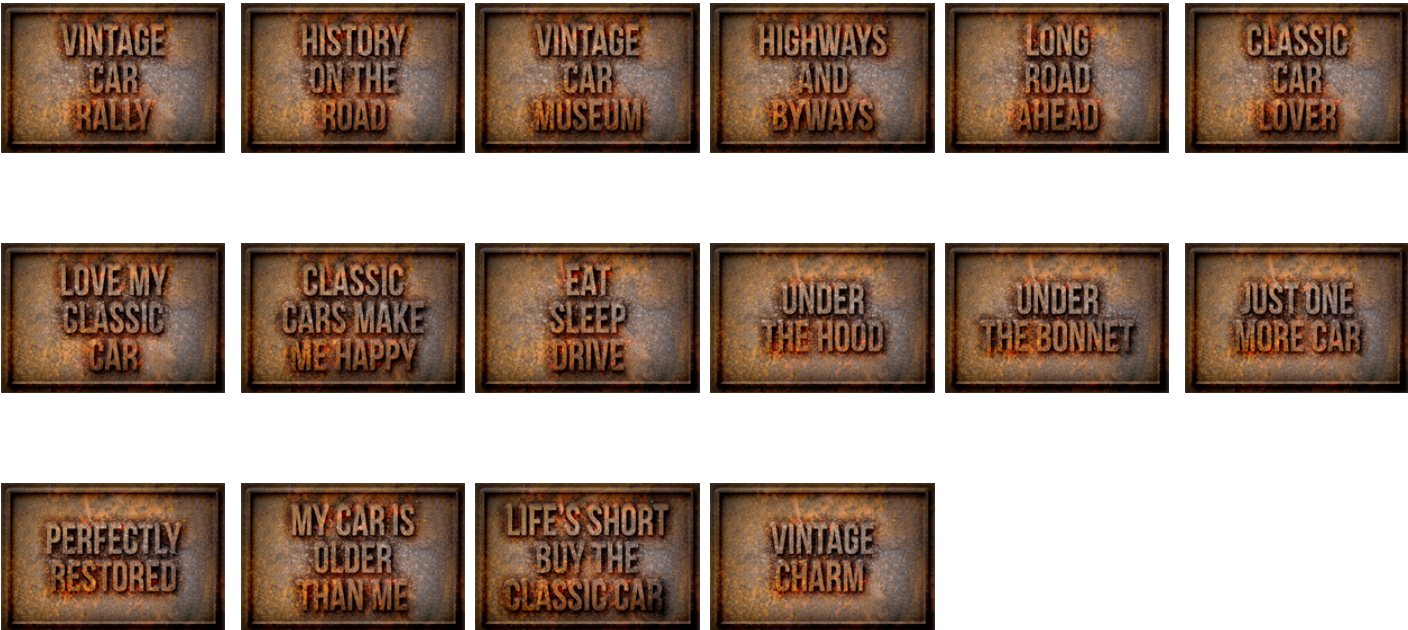 VINTAGE
CAR
RALLY
HISTORY
ON THE
ROAD
VINTAGE
CAR
MUSEUM
HIGHWAYS
AND
BYWAYS
LONG
ROAD
AHEAD
CLASSIC
CAR
LOVER
LOVE MY
CLASSIC
CAR
CLASSIC
CARS MAKE
ME HAPPY
EAT
SLEEP
DRIVE
UNDER
THE HOOD
UNDER
THE BONNET
JUST ONE
MORE CAR
PERFECTLY
RESTORED
MY CAR IS
OLDER
THAN ME
LIFE'S SHORT
BUY THE
CLASSIC CAR
VINTAGE
CHARM